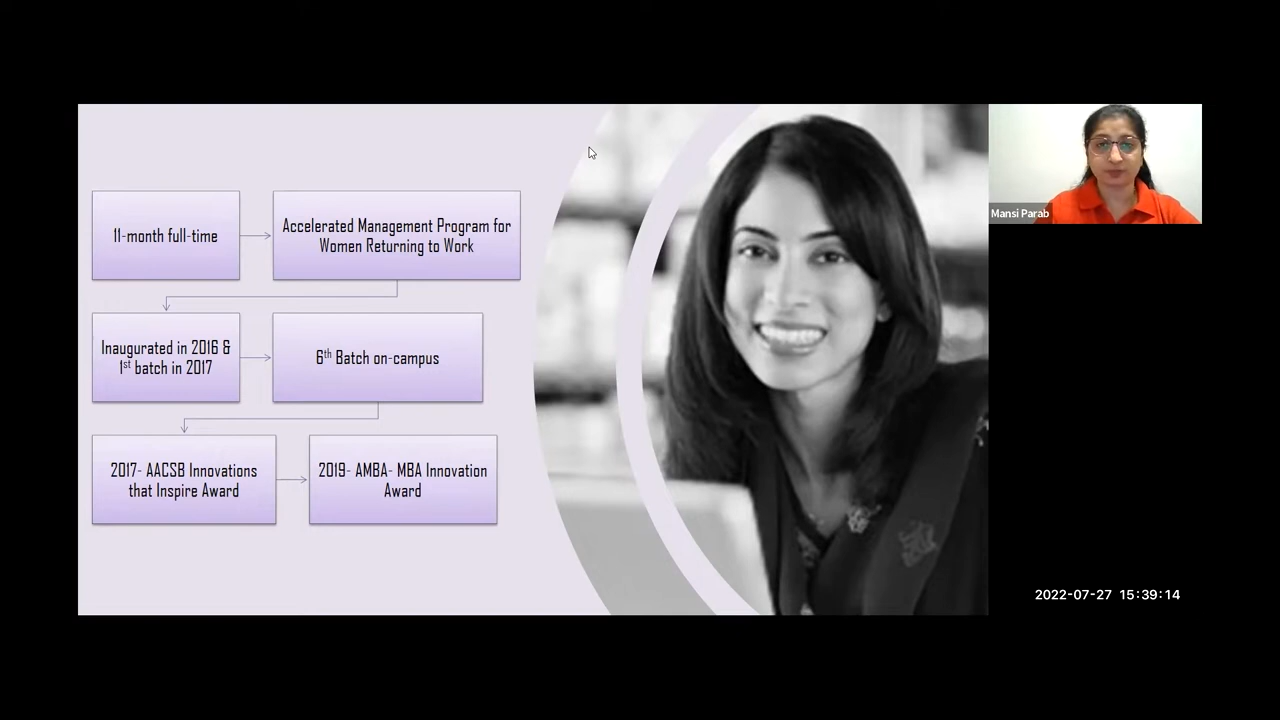 11-month full-time
Accelerated Management Program for
Women Returning to Work
Inaugurated in 2016 &
1st batch in 2017
6th Batch on-campus
2017- AACSB Innovations
that Inspire Award
2019- AMBA- MBA Innovation
Award
Mansi Parab
2022-07-27 15:39:14